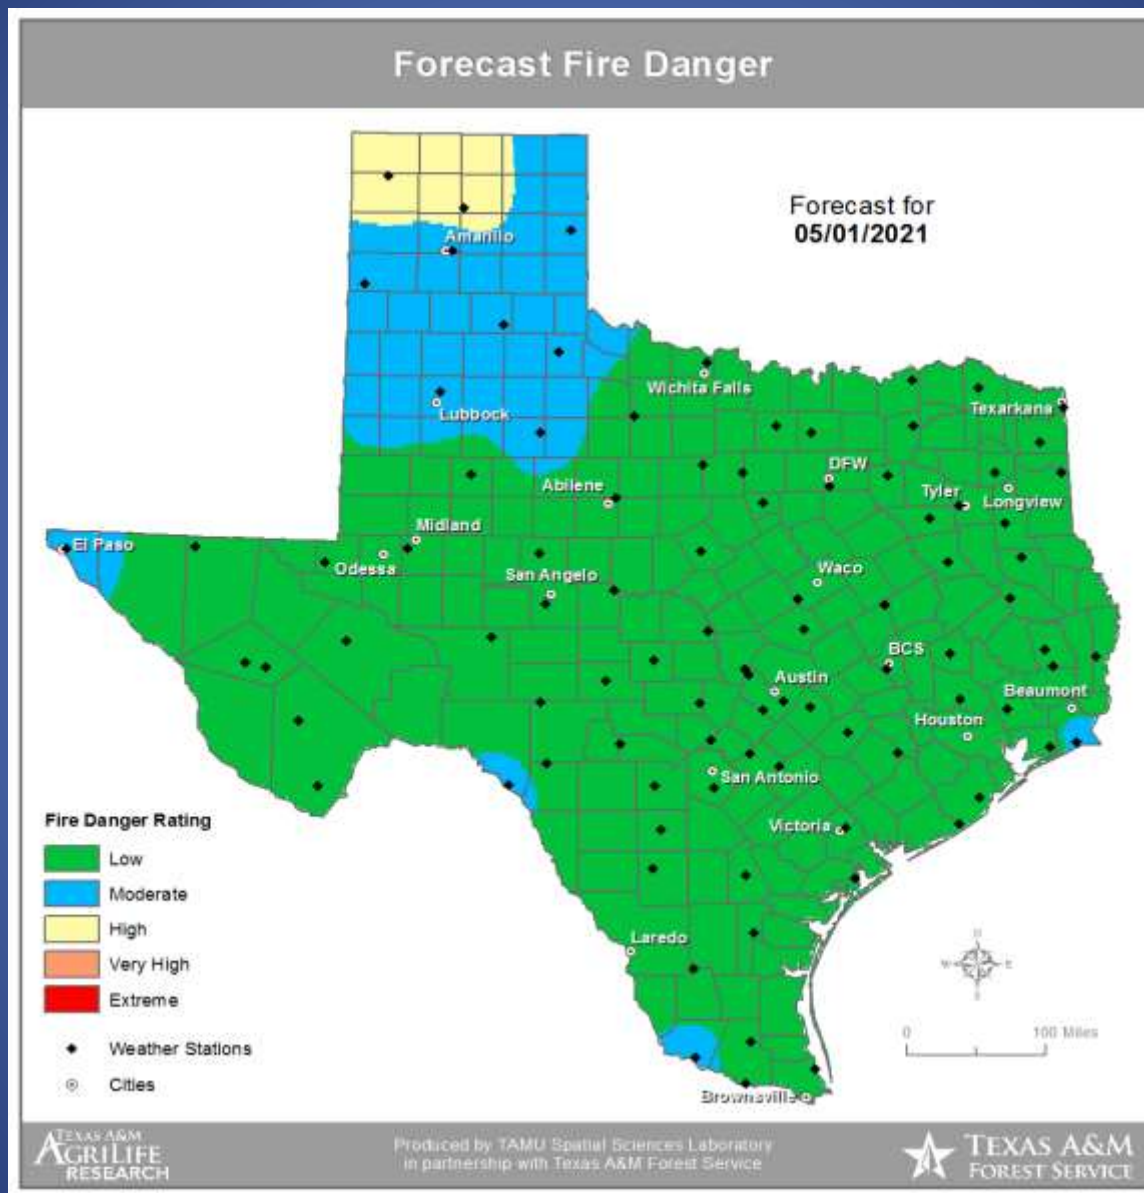 Forecast Fire Danger
Forecast for
05/01/2021
Amarillo
Wichita Falls
Lubbock
Texarkana
DFW
Abilene
Tyler
Longview
Midland
El Paso
Odessa
San Angelo
Waco
BCS
Austin
Beaumont
Houston
San Antonio
Victoria
Laredo
Brownsville
Fire Danger Rating
Low
Moderate
High
Very High
Extreme
Weather Stations
Cities
W
E
S
0
100 Miles
TEXAS A&M
AGRILIFE
RESEARCH
Produced by TAMU Spatial Sciences Laboratory
in partnership with Texas A&M Forest Service
TEXAS A&M
FOREST SERVICE